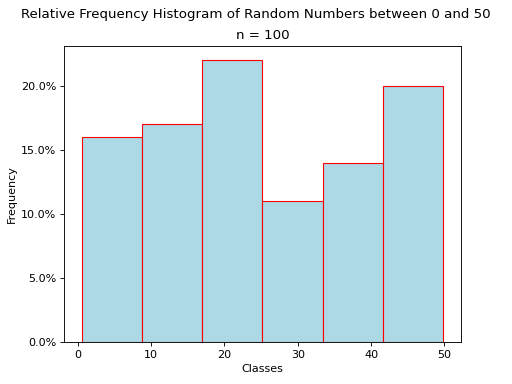 Relative Frequency Histogram of Random Numbers between 0 and 50
n = 100
20.0%
15.0%
10.0%
5.0%
0.0%
Frequency
0 10 20 30 40 50
Classes